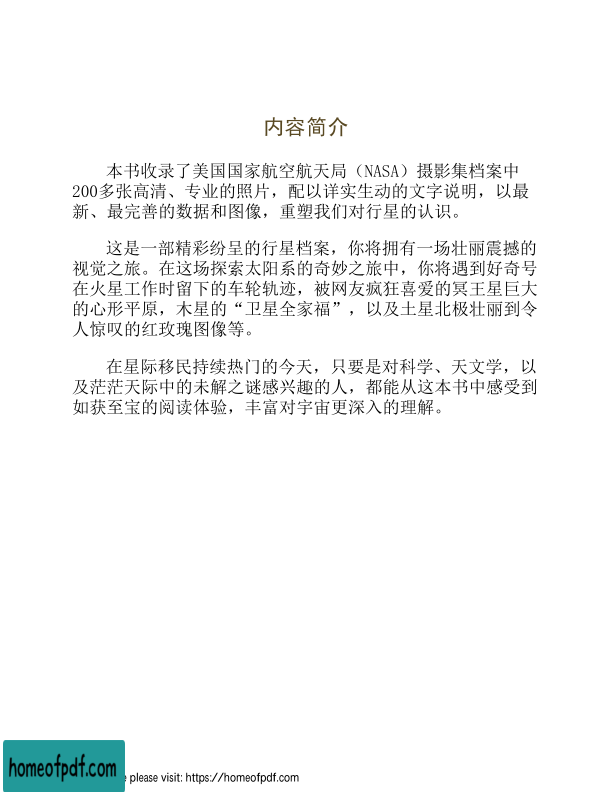 内容简介
本书收录了美国国家航空航天局（NASA）摄影集档案中
200多张高清、专业的照片，配以详实生动的文字说明，以最
新、最完善的数据和图像，重塑我们对行星的认识。
这是一部精彩纷呈的行星档案，你将拥有一场壮丽震撼的
视觉之旅。在这场探索太阳系的奇妙之旅中，你将遇到好奇号
在火星工作时留下的车轮轨迹，被网友疯狂喜爱的冥王星巨大
的心形平原，木星的“卫星全家福”，以及土星北极壮丽到令
人惊叹的红玫瑰图像等。
在星际移民持续热门的今天，只要是对科学、天文学，以
及茫茫天际中的未解之谜感兴趣的人，都能从这本书中感受到
如获至宝的阅读体验，丰富对宇宙更深入的理解。
homeofpdf.com
e please visit: https://homeofpdf.com